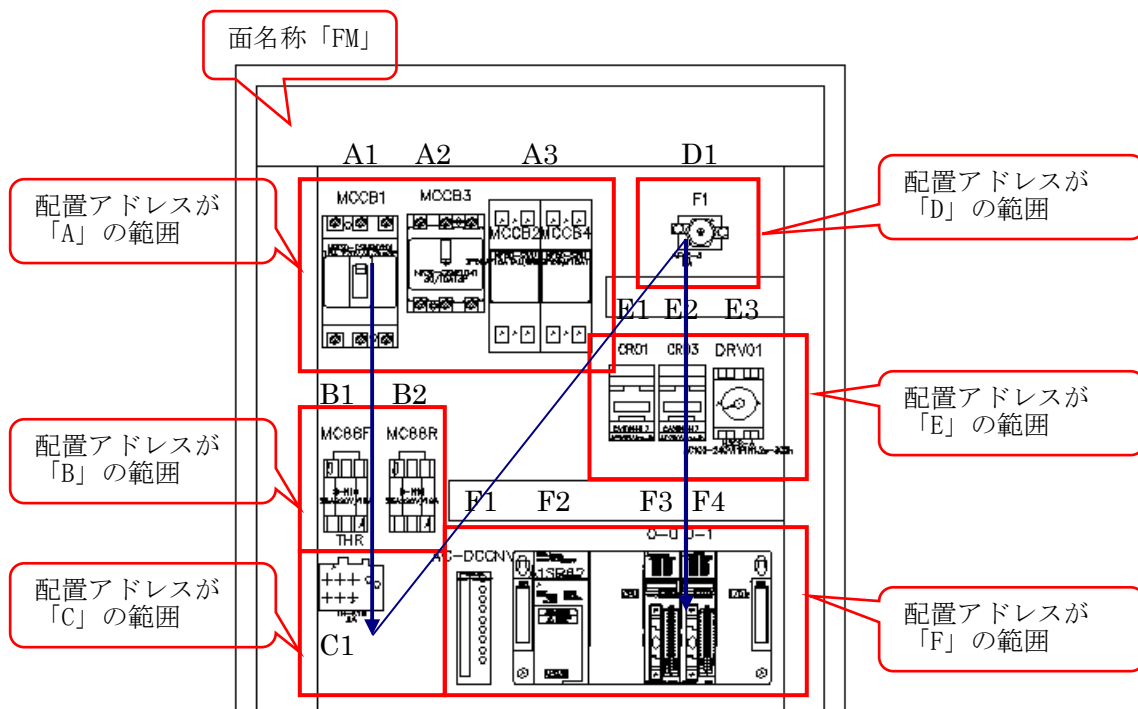 面名称「FM」
A1 A2 A3 D1
配置アドレスが
「A」の範囲
MCCB1 MCCB3
MCCB2 MCCB4
F1
配置アドレスが
「D」の範囲
E1 E2 E3
CR01 CR03 DRV01
配置アドレスが
「E」の範囲
B1 B2
MC88F MC88R
配置アドレスが
「B」の範囲
THR
F1 F2 F3 F4
AC-DCCNV
配置アドレスが
「C」の範囲
C1
配置アドレスが
「F」の範囲